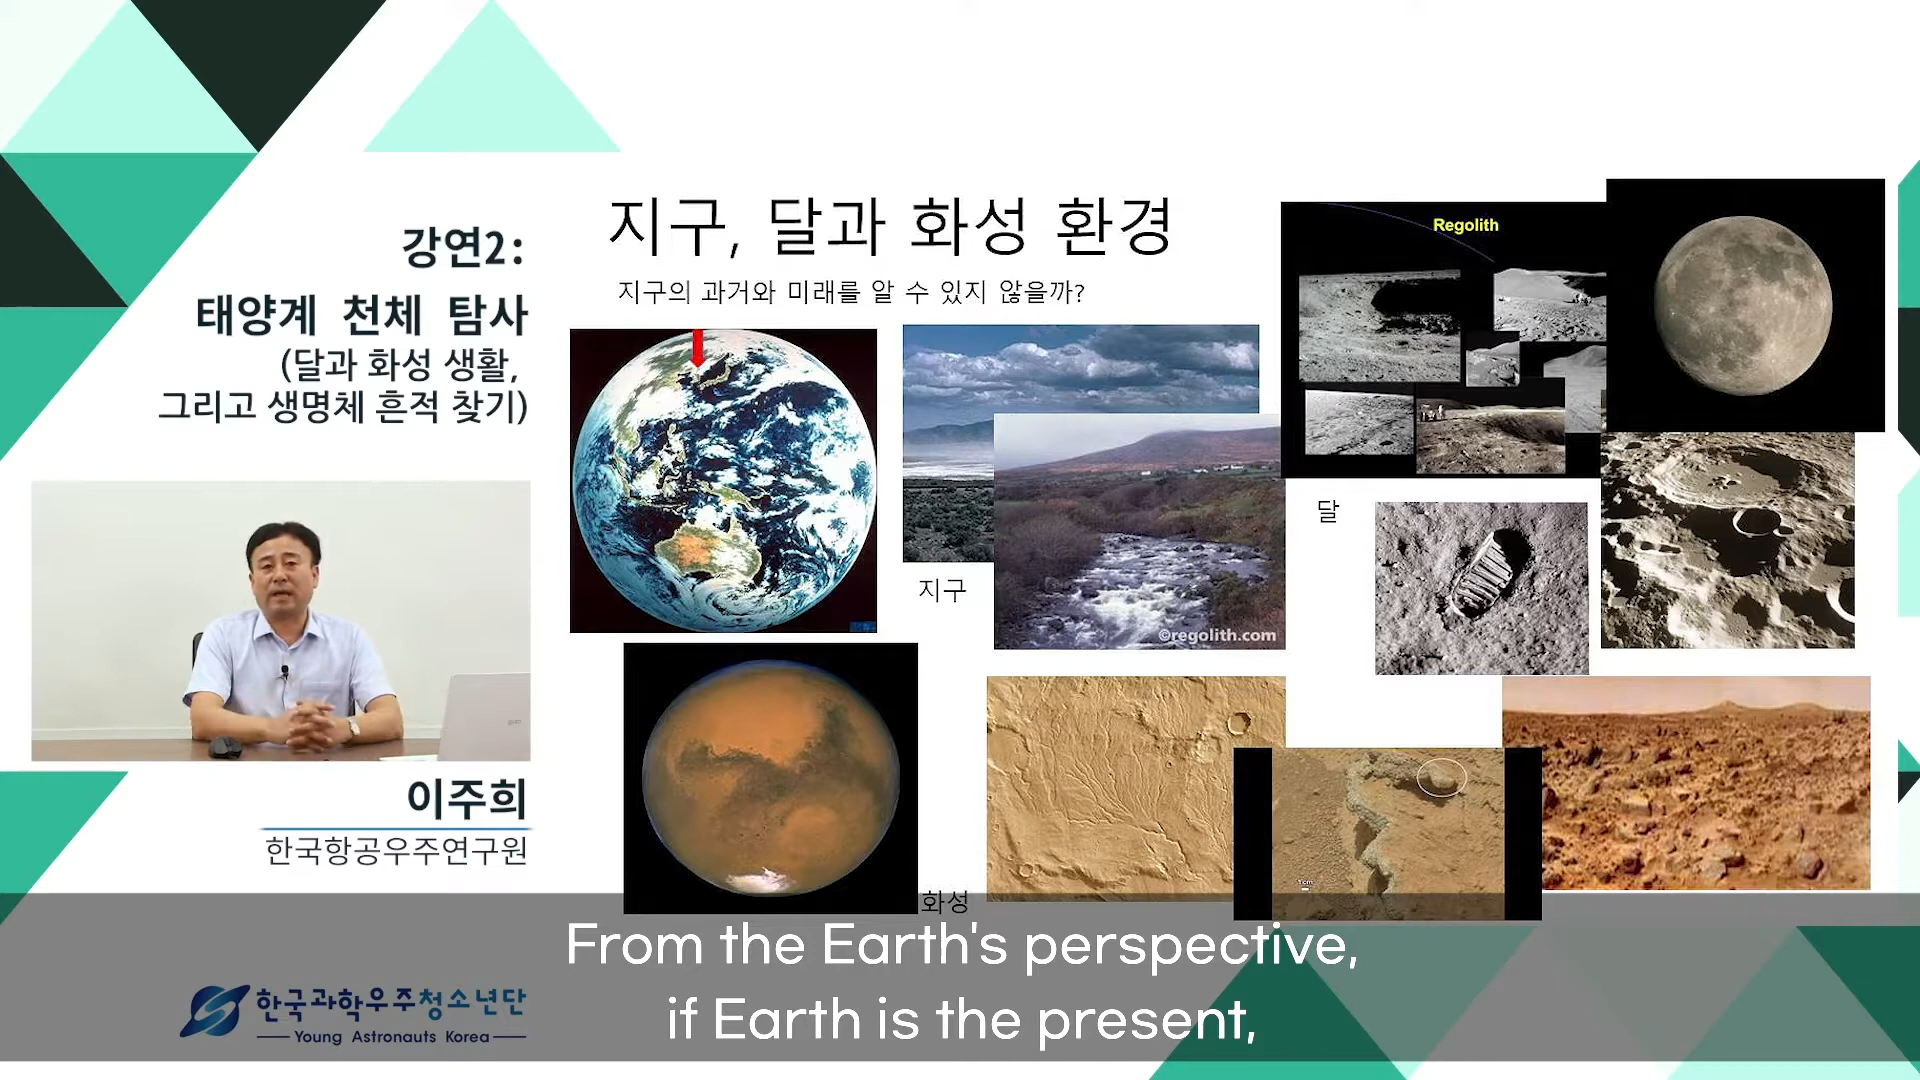 강연2:
태양계 천체 탐사
(달과 화성 생활,
그리고 생명체 흔적 찾기)
이주희
한국항공우주연구원
지구, 달과 화성 환경
지구의 과거와 미래를 알 수 있지 않을까?
Regolith
지구
©regolith.com
달
화성
From the Earth's perspective,
if Earth is the present,
한국과학우주청소년단
Young Astronauts Korea